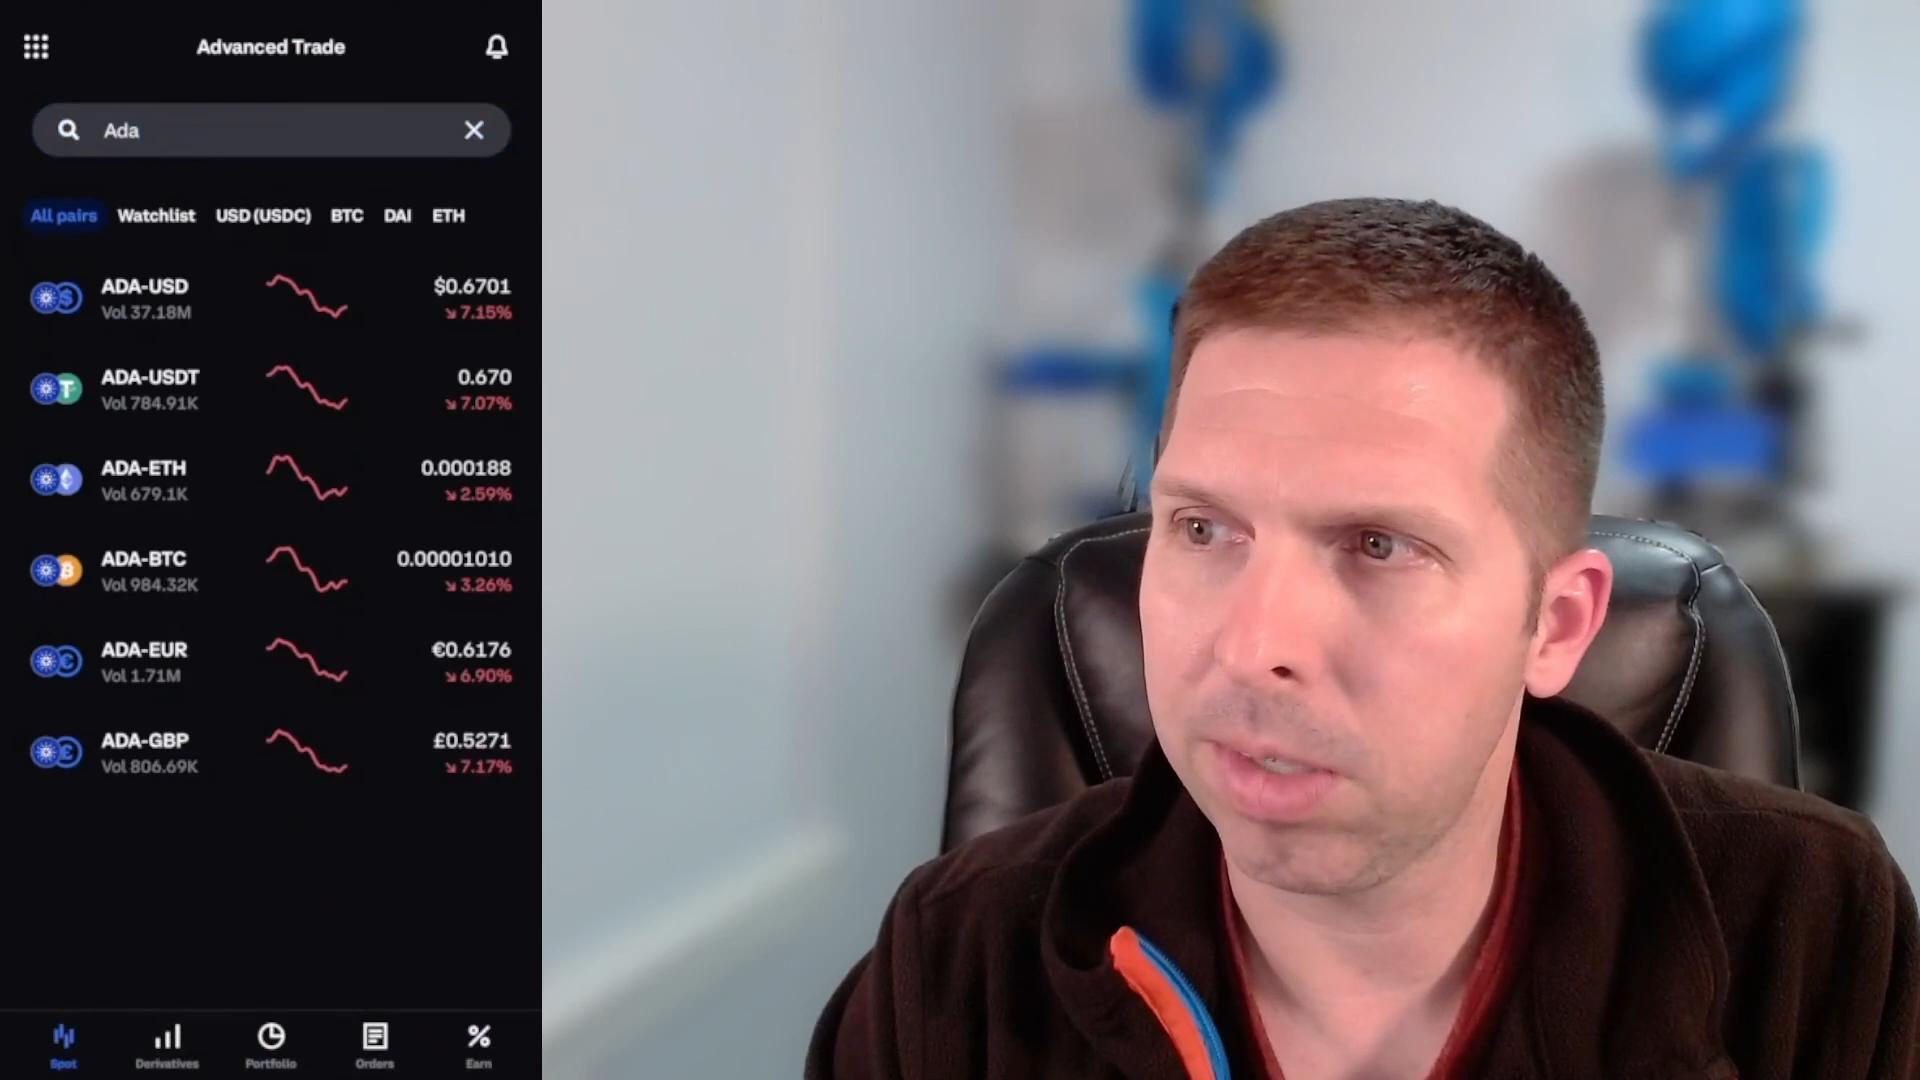 Advanced Trade
Ada
All pairs Watchlist USD (USDC) BTC DAI ETH
ADA-USD $0.6701
Vol 37.18M ↘ 7.15%
ADA-USDT 0.670
Vol 784.91K ↘ 7.07%
ADA-ETH 0.000188
Vol 679.1K ↘ 2.59%
ADA-BTC 0.00001010
Vol 984.32K ↘ 3.26%
ADA-EUR €0.6176
Vol 1.71M ↘ 6.90%
ADA-GBP £0.5271
Vol 806.69K ↘ 7.17%
Spot Derivatives Portfolio Orders Earn